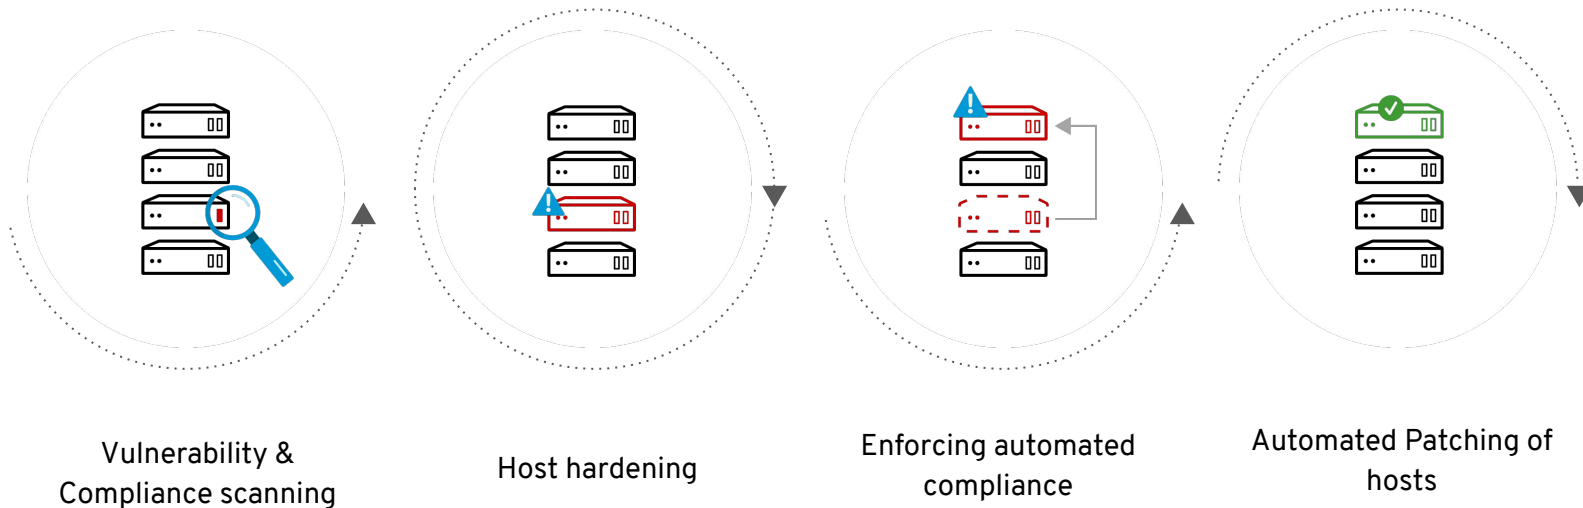 Vulnerability &
Compliance scanning
Host hardening
Enforcing automated
compliance
Automated Patching of
hosts